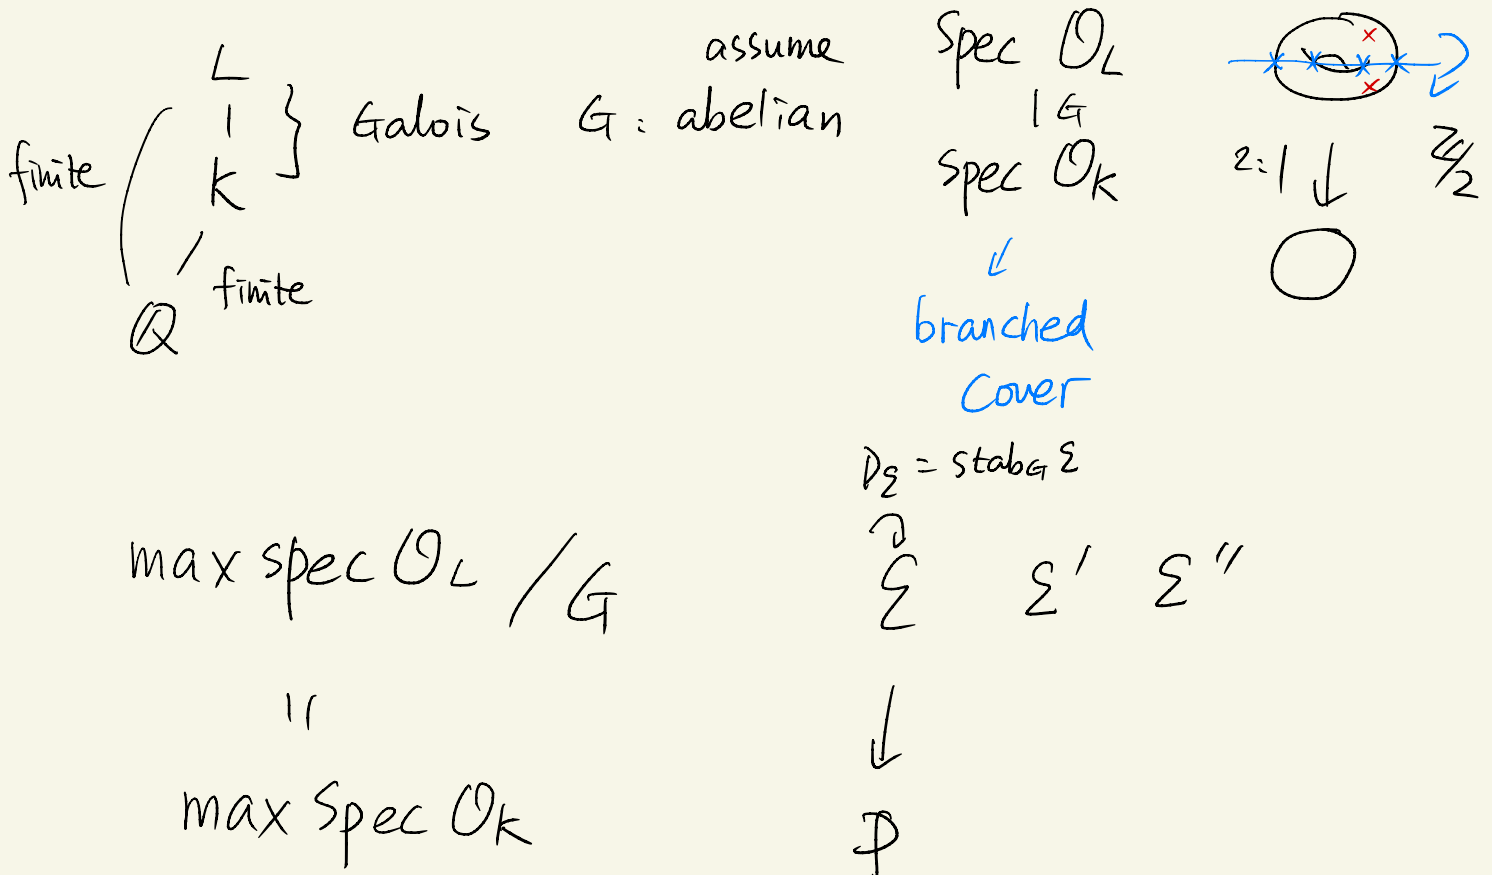 L
|
K
} Galois
finite
finite
Q
assume
G : abelian
Spec O_L
| G
Spec O_K
branched
Cover
2:1 ↓
Z/2
D_Σ = Stab_G Σ
max spec O_L / G
"
max Spec O_K
Σ Σ' Σ''
↓
P